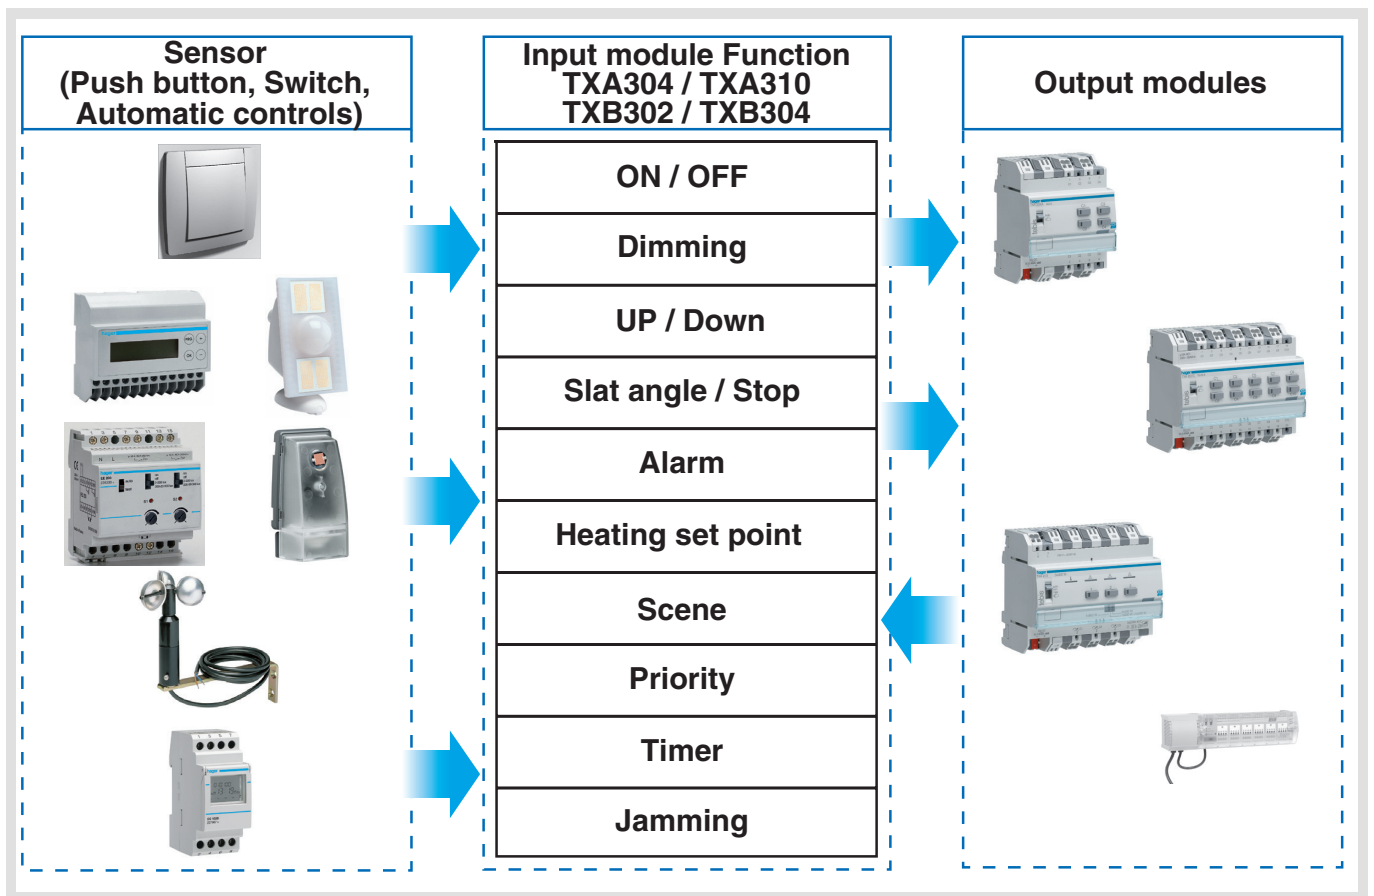 Sensor
(Push button, Switch,
Automatic controls)
Input module Function
TXA304 / TXA310
TXB302 / TXB304
Output modules
ON / OFF
Dimming
UP / Down
Slat angle / Stop
Alarm
Heating set point
Scene
Priority
Timer
Jamming